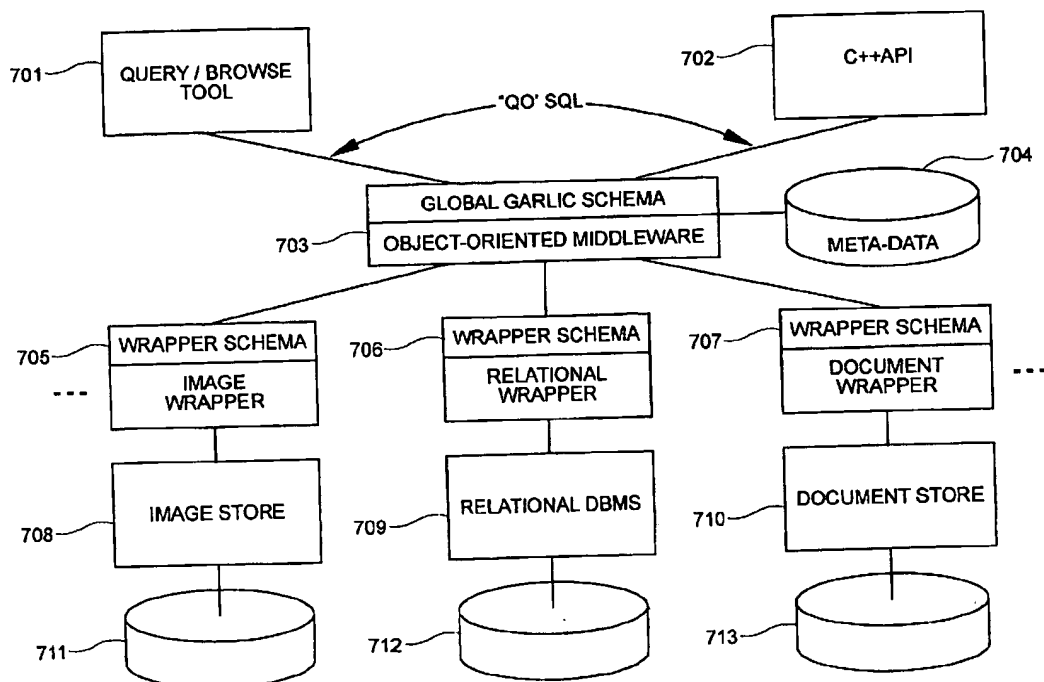 701
QUERY / BROWSE
TOOL
702
C++API
"QO' SQL
704
GLOBAL GARLIC SCHEMA
703
OBJECT-ORIENTED MIDDLEWARE
META-DATA
705
WRAPPER SCHEMA
IMAGE
WRAPPER
706
WRAPPER SCHEMA
RELATIONAL
WRAPPER
707
WRAPPER SCHEMA
DOCUMENT
WRAPPER
708
IMAGE STORE
709
RELATIONAL DBMS
710
DOCUMENT STORE
711
712
713